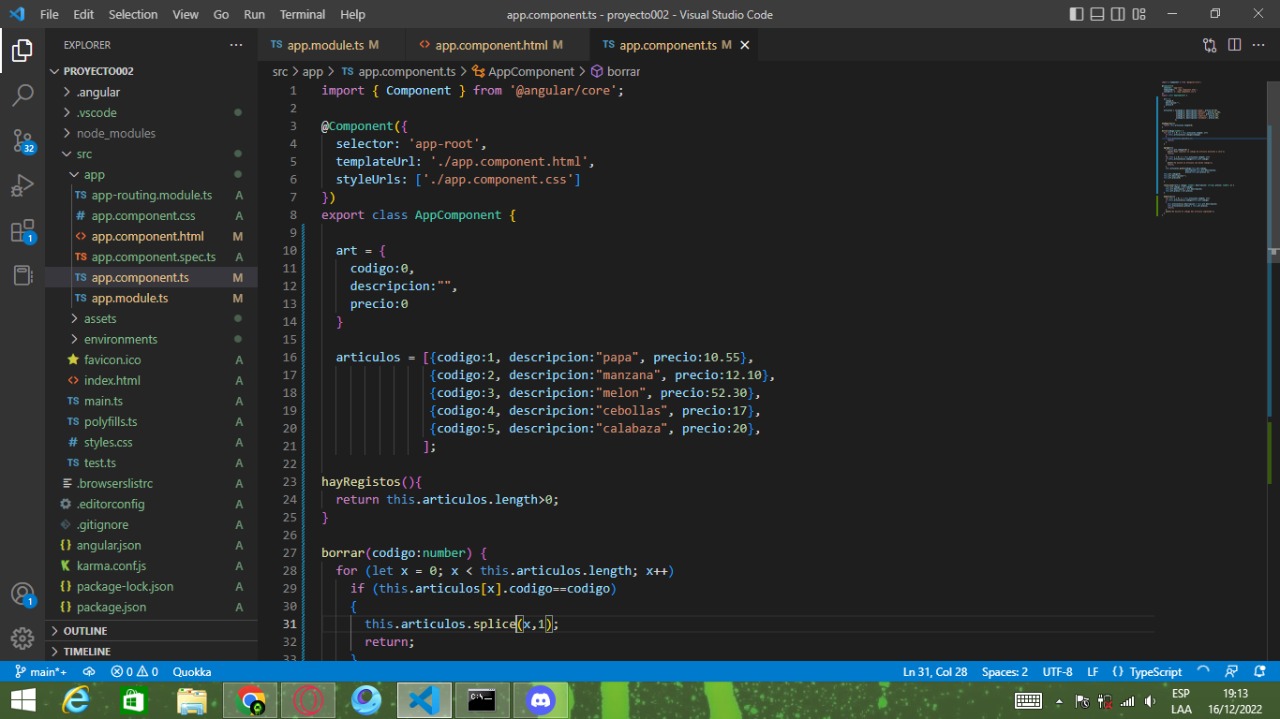 File Edit Selection View Go Run Terminal Help
app.component.ts - proyecto002 - Visual Studio Code
EXPLORER
PROYECTO002
.angular
.vscode
node_modules
src
app
app-routing.module.ts A
app.component.css A
app.component.html M
app.component.spec.ts A
app.component.ts M
app.module.ts M
assets
environments
favicon.ico A
index.html A
main.ts A
polyfills.ts A
styles.css A
test.ts A
.browserslistrc A
.editorconfig A
.gitignore A
angular.json A
karma.conf.js A
package-lock.json A
package.json A
OUTLINE
TIMELINE
32
1
1
TS app.module.ts M
<> app.component.html M
TS app.component.ts M
src > app > TS app.component.ts > AppComponent > borrar
1 import { Component } from '@angular/core';
2
3 @Component({
4 selector: 'app-root',
5 templateUrl: './app.component.html',
6 styleUrls: ['./app.component.css']
7 })
8 export class AppComponent {
9
10 art = {
11 codigo:0,
12 descripcion:"",
13 precio:0
14 }
15
16 articulos = [{codigo:1, descripcion:"papa", precio:10.55},
17 {codigo:2, descripcion:"manzana", precio:12.10},
18 {codigo:3, descripcion:"melon", precio:52.30},
19 {codigo:4, descripcion:"cebollas", precio:17},
20 {codigo:5, descripcion:"calabaza", precio:20},
21 ];
22
23 hayRegistos(){
24 return this.articulos.length>0;
25 }
26
27 borrar(codigo:number) {
28 for (let x = 0; x < this.articulos.length; x++)
29 if (this.articulos[x].codigo==codigo)
30 {
31 this.articulos.splice(x,1);
32 return;
33 }
main*+ 0 0 Quokka
Ln 31, Col 28 Spaces: 2 UTF-8 LF {} TypeScript
ESP
LAA
19:13
16/12/2022